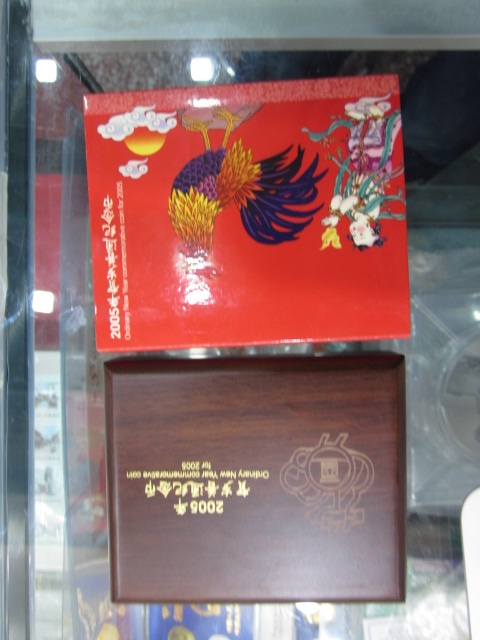 2005年贺岁普通纪念币
Ordinary New Year commemorative coin for 2005
2005年
贺岁普通纪念币
Ordinary New Year commemorative coin
for 2005